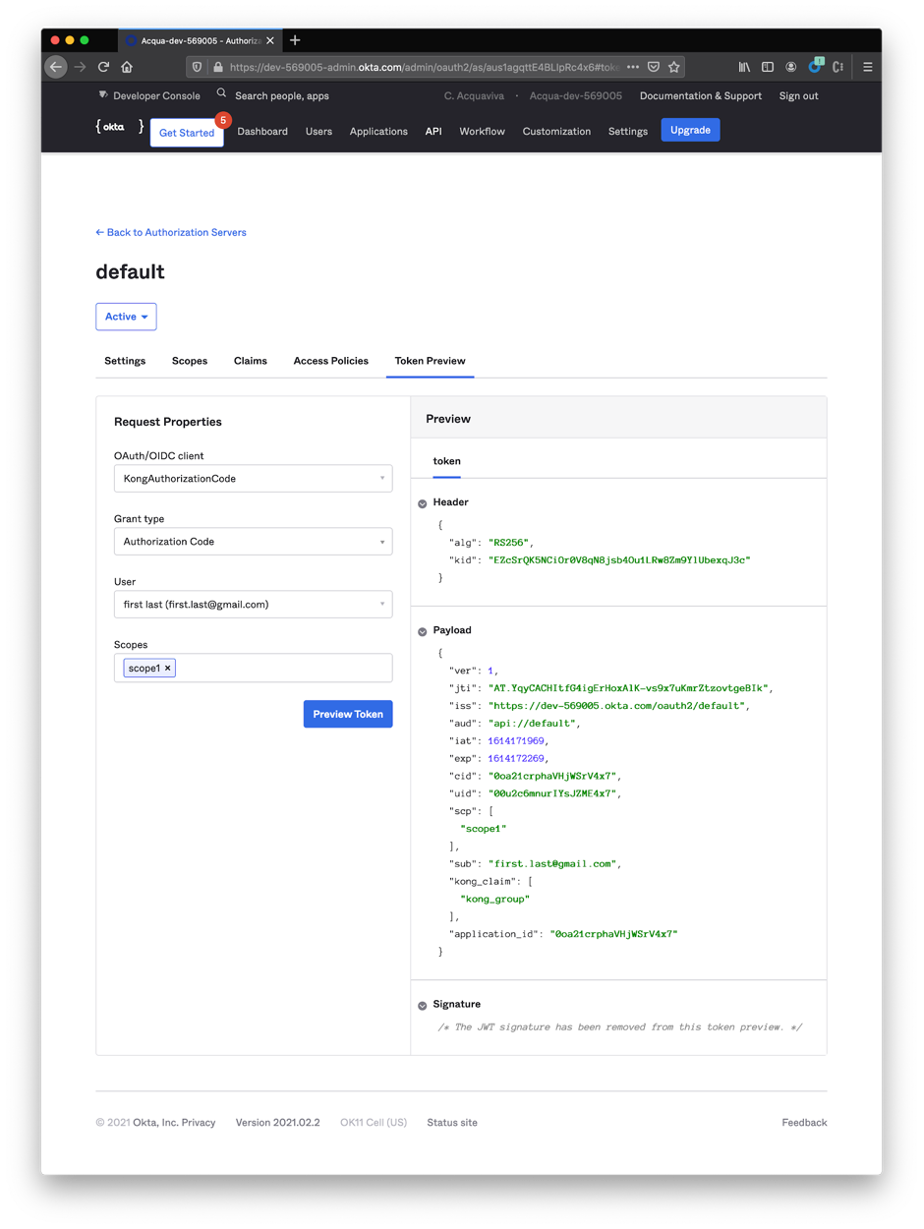 Acqua-dev-569005 - Authoriza
https://dev-569005-admin.okta.com/admin/oauth2/as/aus1agqttE4BLlpRc4x6#toke
Developer Console
Search people, apps
C. Acquaviva · Acqua-dev-569005
Documentation & Support
Sign out
{ okta }
Get Started
5
Dashboard
Users
Applications
API
Workflow
Customization
Settings
Upgrade
← Back to Authorization Servers
default
Active
Settings
Scopes
Claims
Access Policies
Token Preview
Request Properties
OAuth/OIDC client
KongAuthorizationCode
Grant type
Authorization Code
User
first last (first.last@gmail.com)
Scopes
scope1 ×
Preview Token
Preview
token
Header
{
"alg": "RS256",
"kid": "EZcSrQK5NCiOr0V8qN8jsb4Ou1LRw8Zm9YlUbexqJ3c"
}
Payload
{
"ver": 1,
"jti": "AT.YqyCACHItfG4igErHoxAlK-vs9x7uKmrZtzovtgeBIk",
"iss": "https://dev-569005.okta.com/oauth2/default",
"aud": "api://default",
"iat": 1614171969,
"exp": 1614172269,
"cid": "0oa21crphaVHjWSrV4x7",
"uid": "00u2c6mnurIYsJZME4x7",
"scp": [
"scope1"
],
"sub": "first.last@gmail.com",
"kong_claim": [
"kong_group"
],
"application_id": "0oa21crphaVHjWSrV4x7"
}
Signature
/* The JWT signature has been removed from this token preview. */
© 2021 Okta, Inc. Privacy
Version 2021.02.2
OK11 Cell (US)
Status site
Feedback